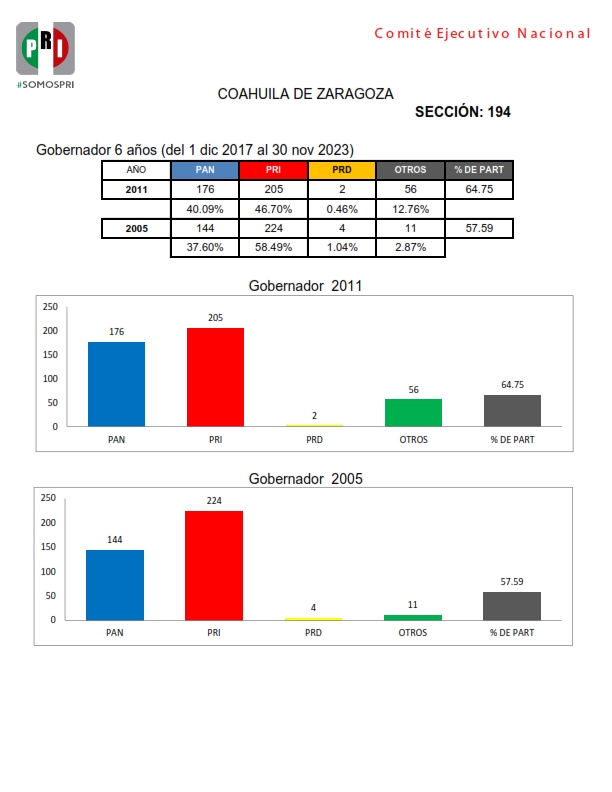 PRI
#SOMOSPRI
Comité Ejecutivo Nacional
COAHUILA DE ZARAGOZA
SECCIÓN: 194
Gobernador 6 años (del 1 dic 2017 al 30 nov 2023)
AÑO PAN PRI PRD OTROS % DE PART
2011 176 205 2 56 64.75
40.09% 46.70% 0.46% 12.76%
2005 144 224 4 11 57.59
37.60% 58.49% 1.04% 2.87%
Gobernador 2011
250
200
150
100
50
0
176
205
2
56
64.75
PAN PRI PRD OTROS % DE PART
Gobernador 2005
250
200
150
100
50
0
144
224
4
11
57.59
PAN PRI PRD OTROS % DE PART